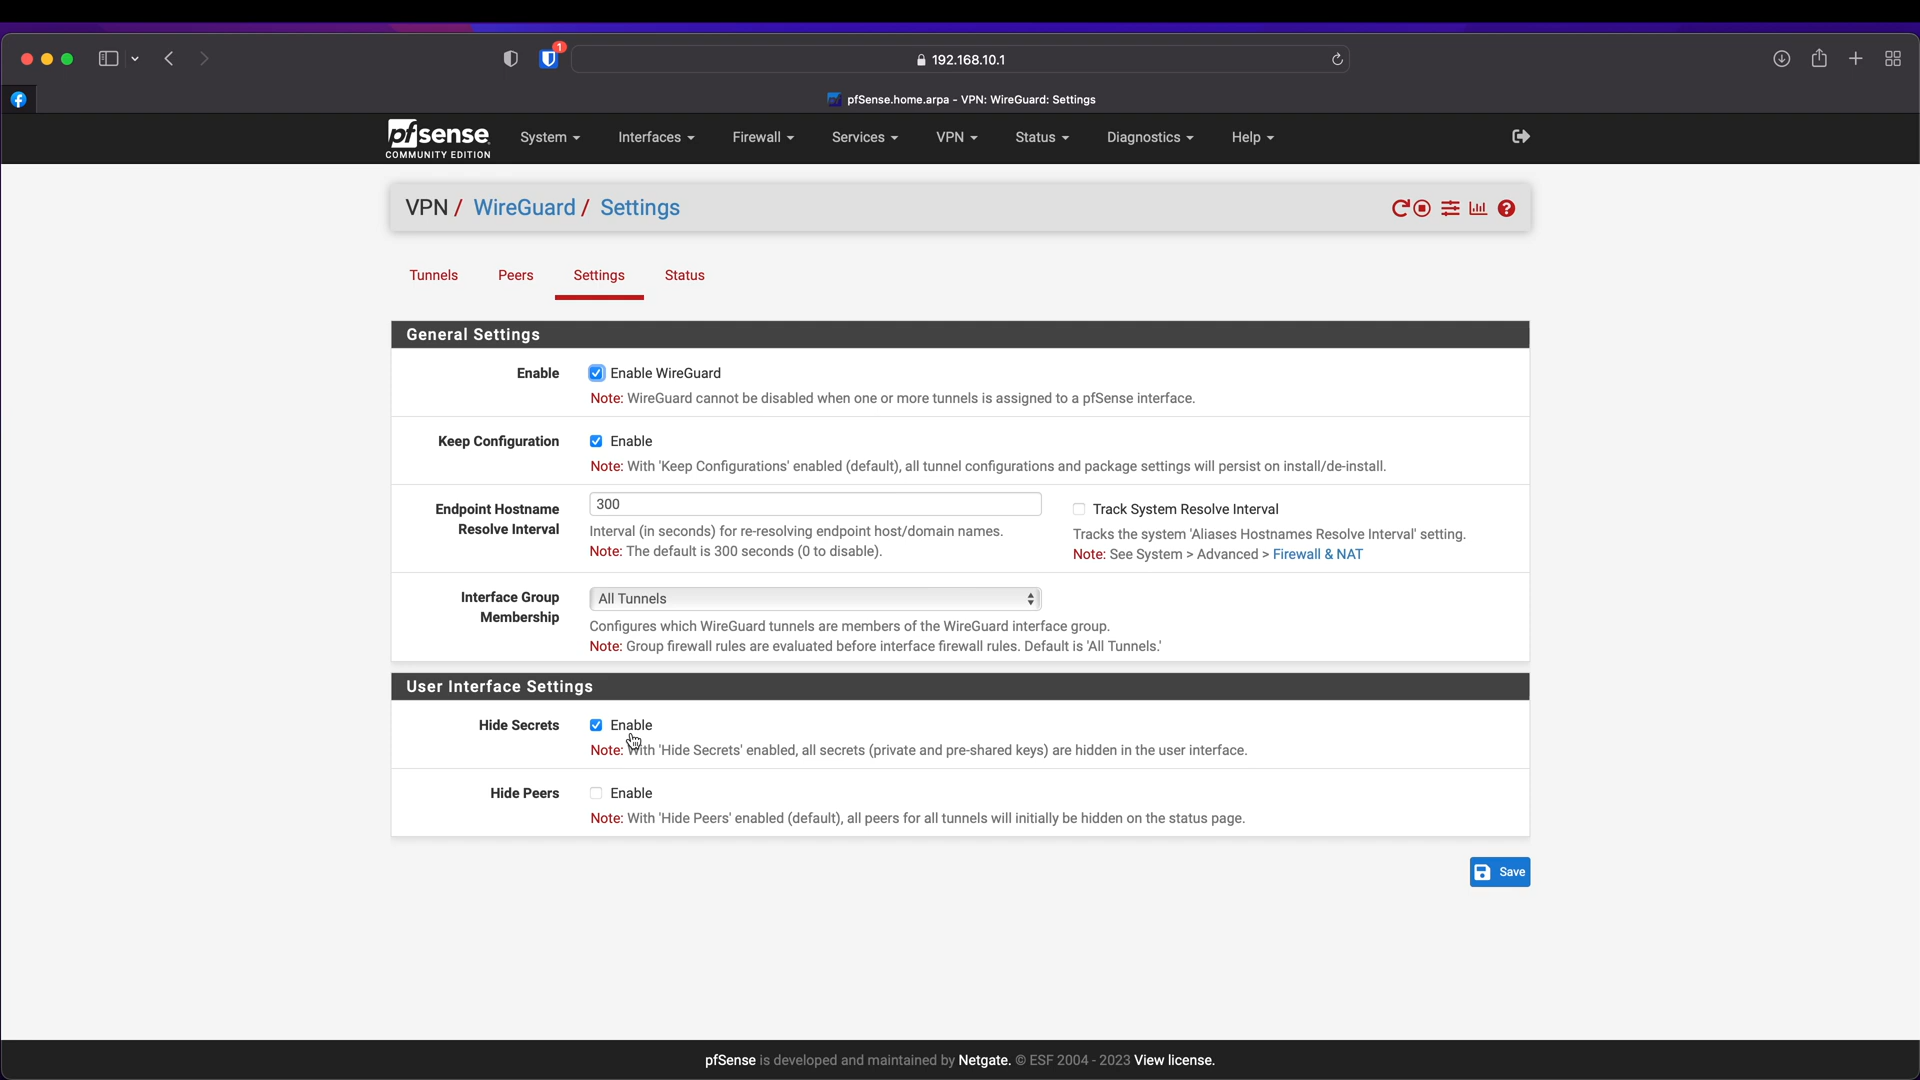 1
192.168.10.1
pfSense.home.arpa - VPN: WireGuard: Settings
pfsense
COMMUNITY EDITION
System
Interfaces
Firewall
Services
VPN
Status
Diagnostics
Help
VPN / WireGuard / Settings
Tunnels
Peers
Settings
Status
General Settings
Enable
Enable WireGuard
Note: WireGuard cannot be disabled when one or more tunnels is assigned to a pfSense interface.
Keep Configuration
Enable
Note: With 'Keep Configurations' enabled (default), all tunnel configurations and package settings will persist on install/de-install.
Endpoint Hostname
Resolve Interval
300
Interval (in seconds) for re-resolving endpoint host/domain names.
Note: The default is 300 seconds (0 to disable).
Track System Resolve Interval
Tracks the system 'Aliases Hostnames Resolve Interval' setting.
Note: See System > Advanced > Firewall & NAT
Interface Group
Membership
All Tunnels
Configures which WireGuard tunnels are members of the WireGuard interface group.
Note: Group firewall rules are evaluated before interface firewall rules. Default is 'All Tunnels.'
User Interface Settings
Hide Secrets
Enable
Note: With 'Hide Secrets' enabled, all secrets (private and pre-shared keys) are hidden in the user interface.
Hide Peers
Enable
Note: With 'Hide Peers' enabled (default), all peers for all tunnels will initially be hidden on the status page.
Save
pfSense is developed and maintained by Netgate. © ESF 2004 - 2023 View license.